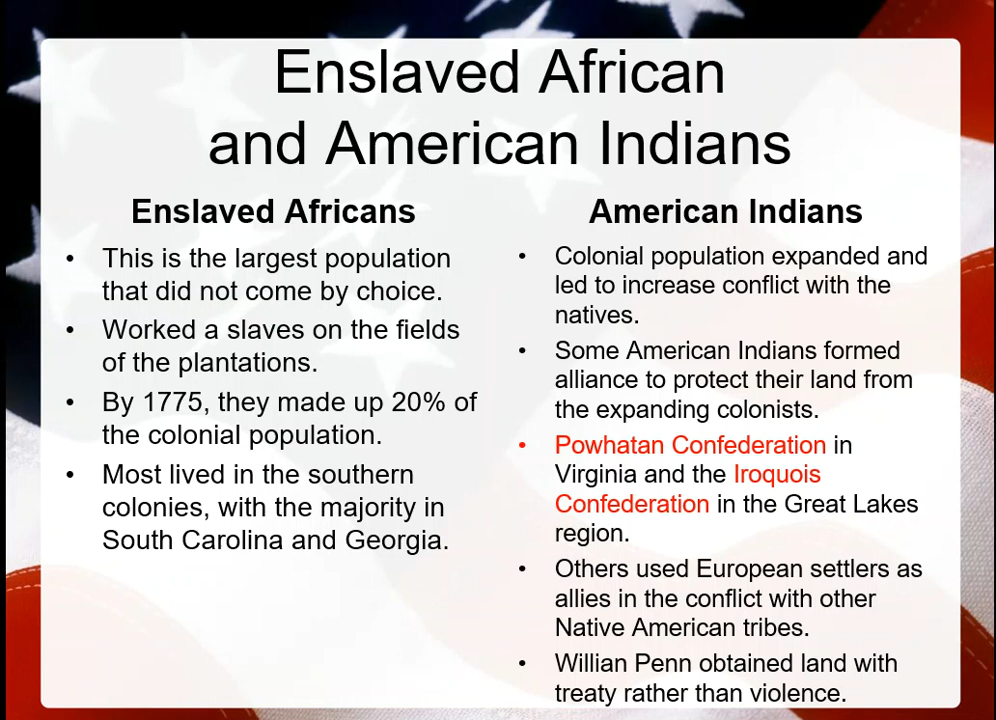 Enslaved African
and American Indians
Enslaved Africans
• This is the largest population
that did not come by choice.
• Worked a slaves on the fields
of the plantations.
• By 1775, they made up 20% of
the colonial population.
• Most lived in the southern
colonies, with the majority in
South Carolina and Georgia.
American Indians
• Colonial population expanded and
led to increase conflict with the
natives.
• Some American Indians formed
alliance to protect their land from
the expanding colonists.
• Powhatan Confederation in
Virginia and the Iroquois
Confederation in the Great Lakes
region.
• Others used European settlers as
allies in the conflict with other
Native American tribes.
• Willian Penn obtained land with
treaty rather than violence.